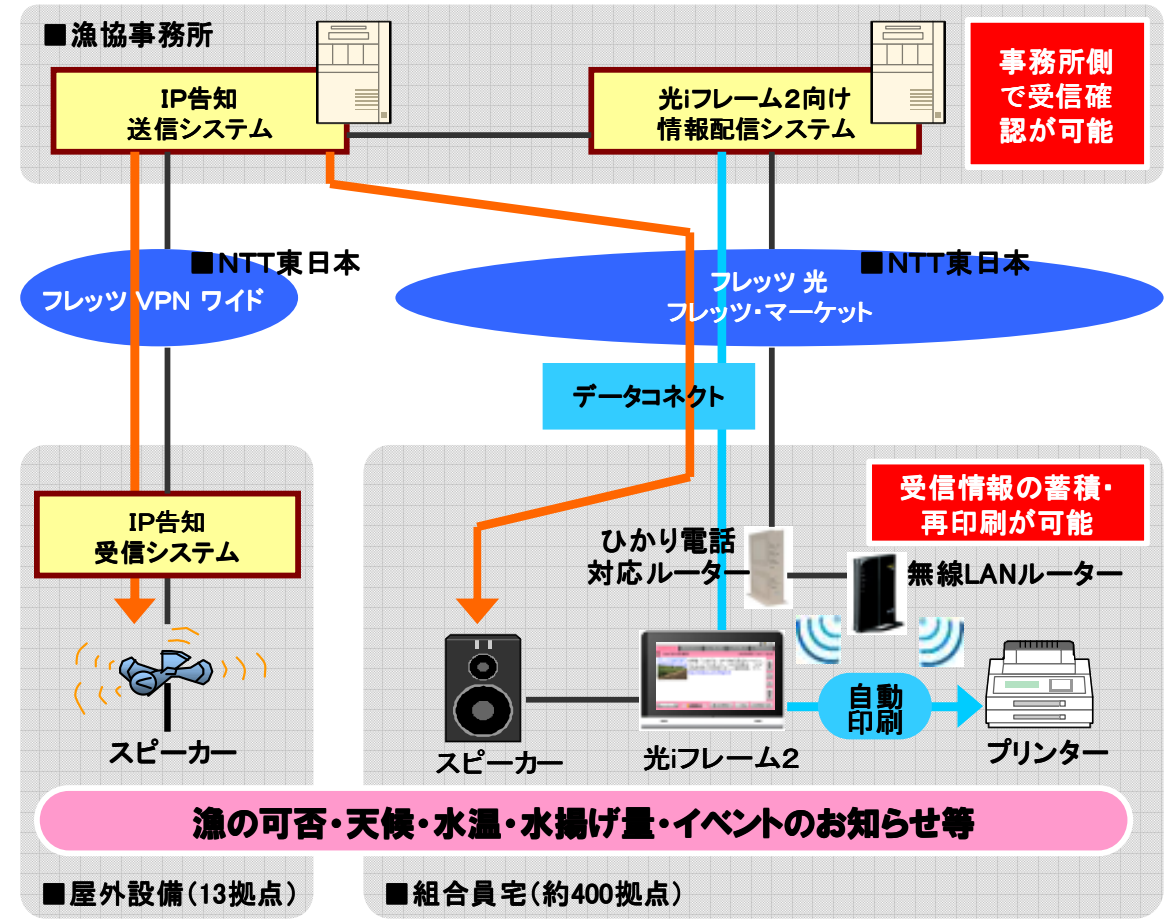 ■漁協事務所
IP告知
送信システム
光iフレーム2向け
情報配信システム
事務所側
で受信確
認が可能
■NTT東日本
フレッツ VPN ワイド
■NTT東日本
フレッツ 光
フレッツ・マーケット
データコネクト
受信情報の蓄積・
再印刷が可能
IP告知
受信システム
ひかり電話
対応ルーター
無線LANルーター
自動
印刷
スピーカー
スピーカー
光iフレーム2
プリンター
漁の可否・天候・水温・水揚げ量・イベントのお知らせ等
■屋外設備(13拠点)
■組合員宅(約400拠点)